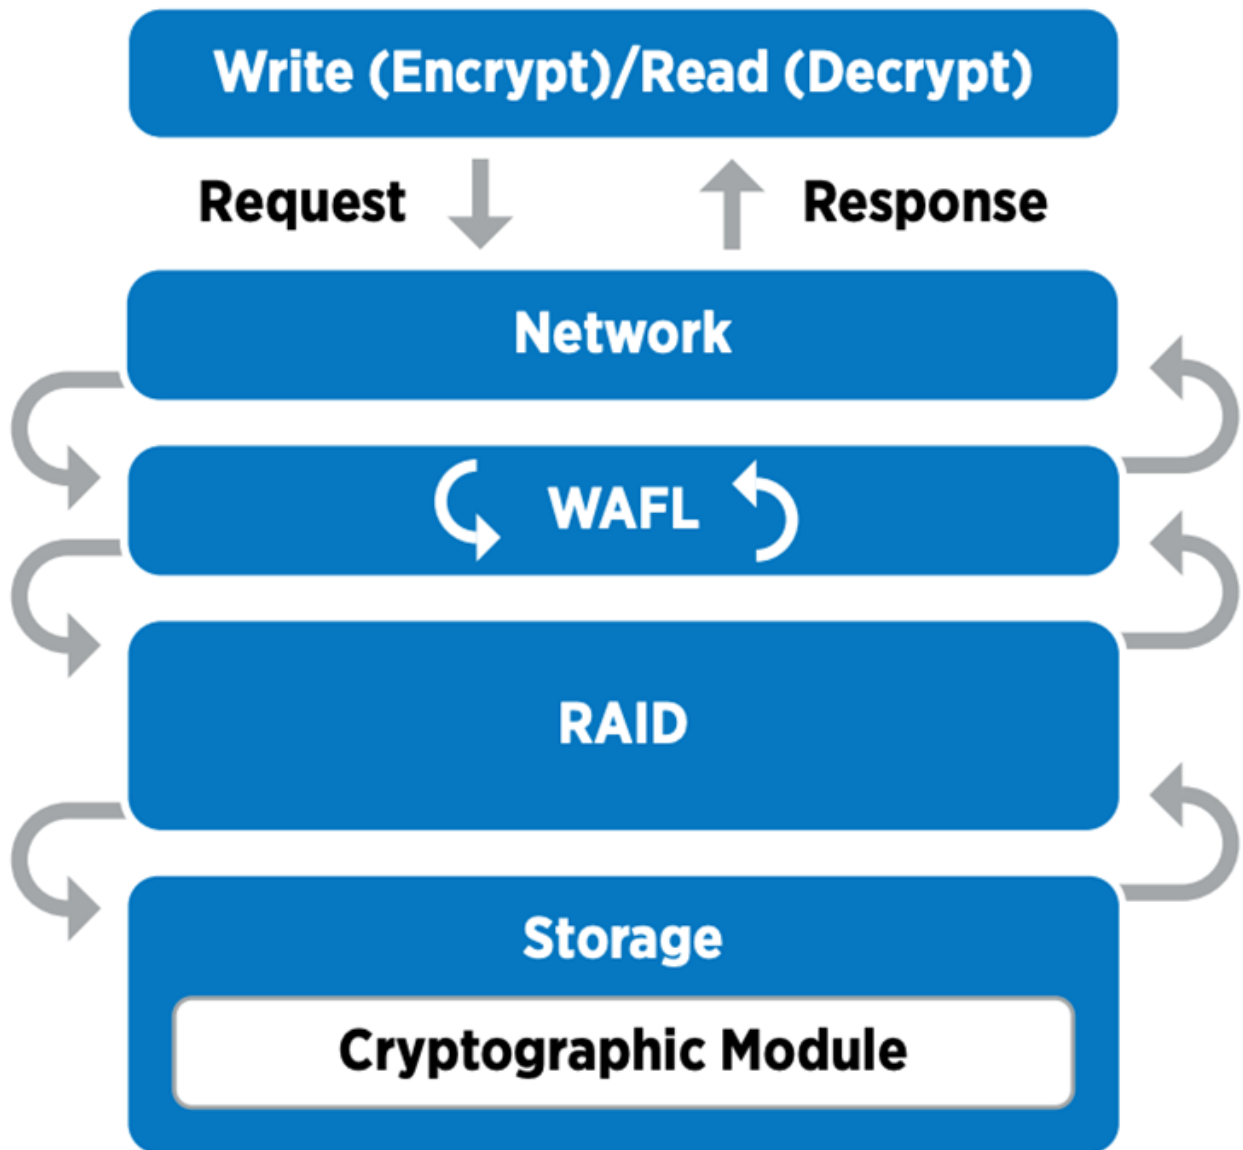 Write (Encrypt)/Read (Decrypt)
Request Response
Network
WAFL
RAID
Storage
Cryptographic Module